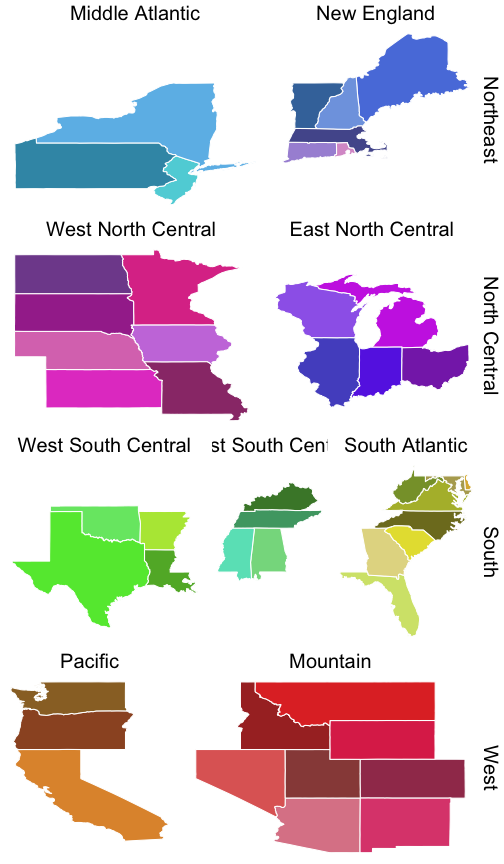 Middle Atlantic
New England
Northeast
West North Central
East North Central
North Central
West South Central
st South Cent
South Atlantic
South
Pacific
Mountain
West